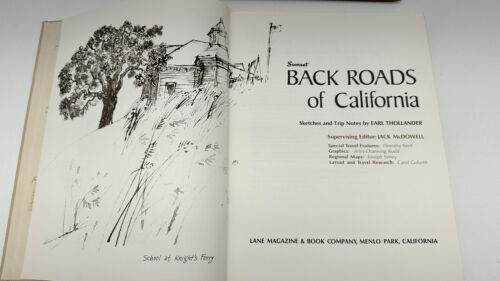 School at Knight's Ferry
Sunset
BACK ROADS
of California
Sketches and Trip Notes by EARL THOLLANDER
Supervising Editor: JACK McDOWELL
Special Travel Features: Dorothy Krell
Graphics: John Channing Rudd
Regional Maps: Joseph Seney
Layout and Travel Research: Carol Goforth
LANE MAGAZINE & BOOK COMPANY, MENLO PARK, CALIFORNIA